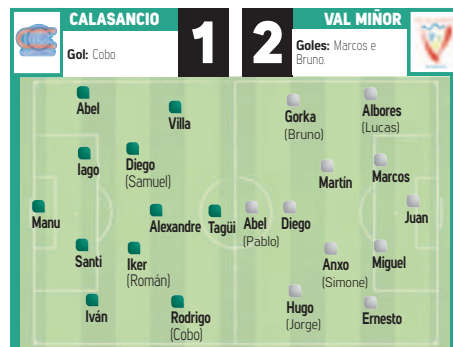 CALASANCIO
Gol: Cobo
1
2
VAL MIÑOR
Goles: Marcos e
Bruno.
Abel
Villa
Iago
Diego
(Samuel)
Manu
Alexandre
Tagüi
Santi
Iker
(Román)
Iván
Rodrigo
(Cobo)
Gorka
(Bruno)
Albores
(Lucas)
Martín
Marcos
Juan
Abel
(Pablo)
Diego
Anxo
(Simone)
Miguel
Hugo
(Jorge)
Ernesto